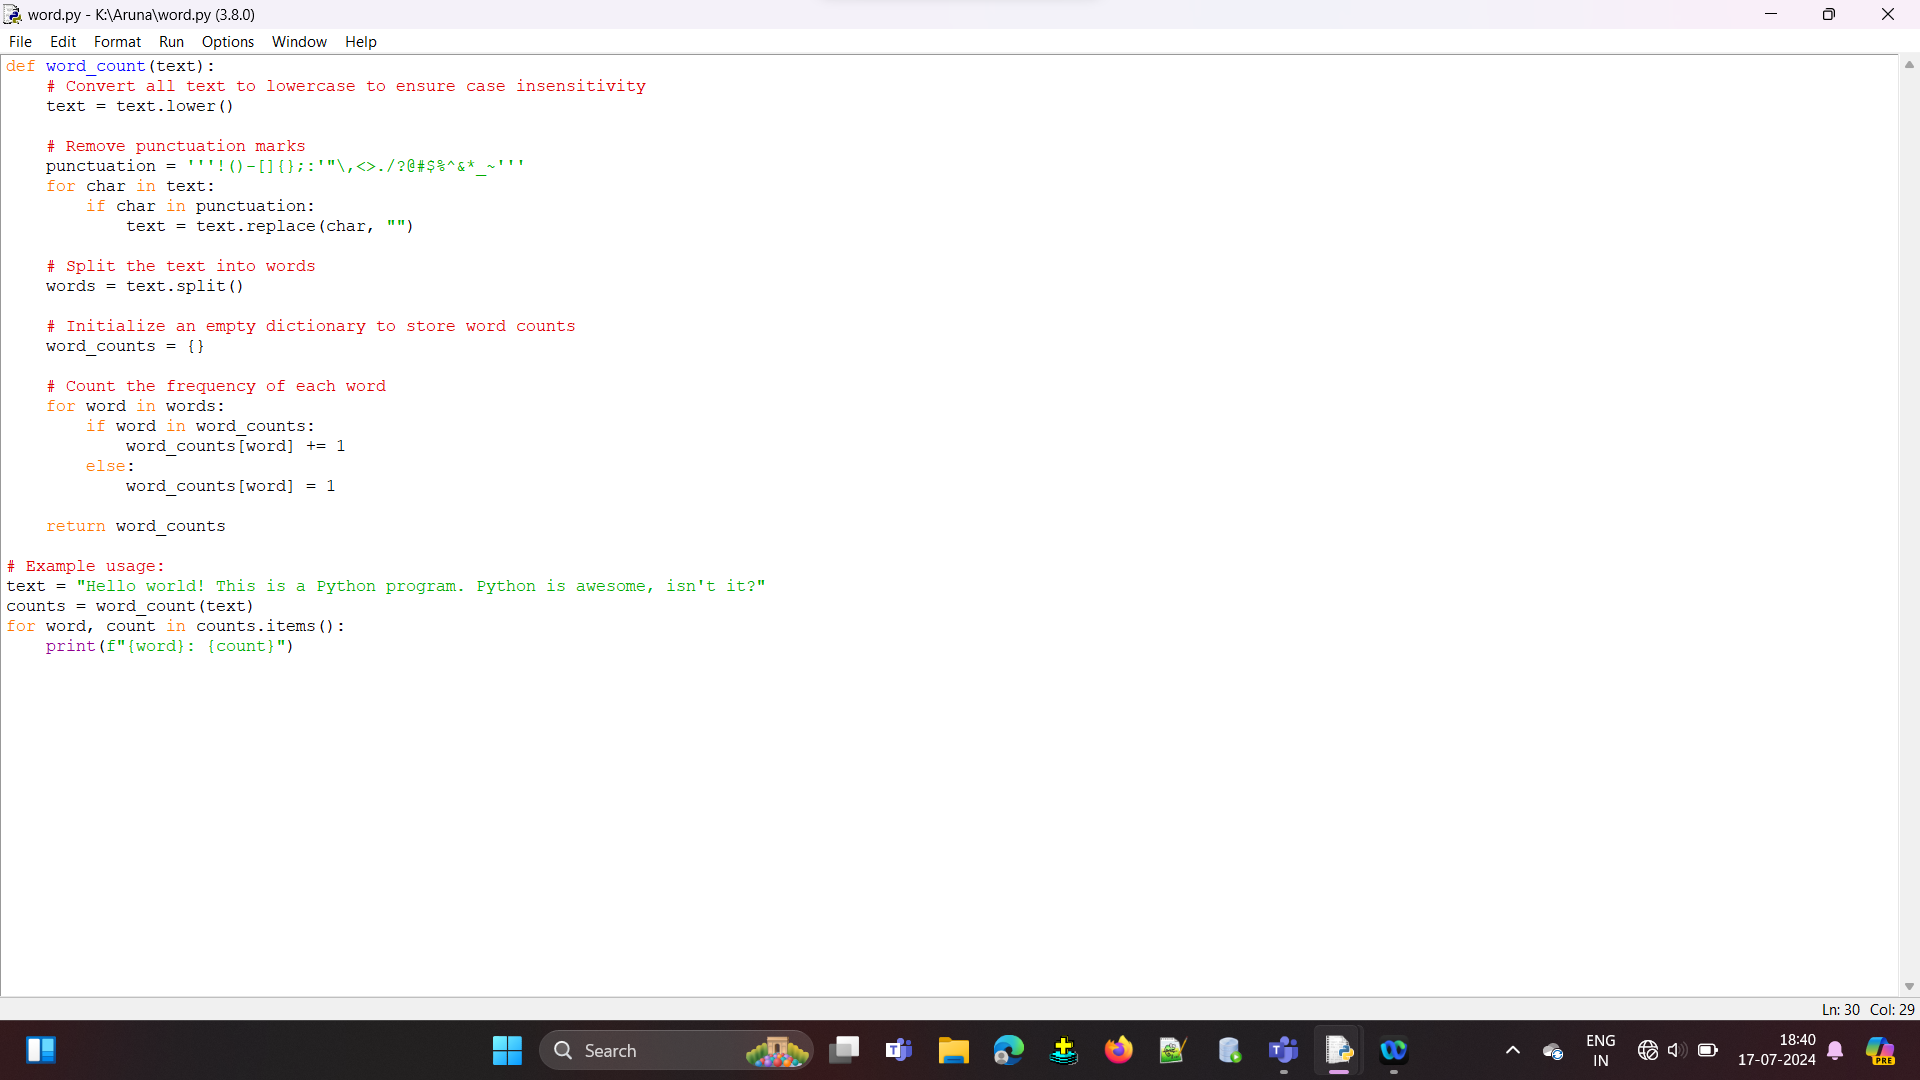 word.py - K:\Aruna\word.py (3.8.0)
File Edit Format Run Options Window Help
def word_count(text):
    # Convert all text to lowercase to ensure case insensitivity
    text = text.lower()

    # Remove punctuation marks
    punctuation = '''!()-[]{};:'"\,<>./?@#$%^&*_~'''
    for char in text:
        if char in punctuation:
            text = text.replace(char, "")

    # Split the text into words
    words = text.split()

    # Initialize an empty dictionary to store word counts
    word_counts = {}

    # Count the frequency of each word
    for word in words:
        if word in word_counts:
            word_counts[word] += 1
        else:
            word_counts[word] = 1

    return word_counts

# Example usage:
text = "Hello world! This is a Python program. Python is awesome, isn't it?"
counts = word_count(text)
for word, count in counts.items():
    print(f"{word}: {count}")
Ln: 30 Col: 29
Search
ENG
IN
18:40
17-07-2024
PRE